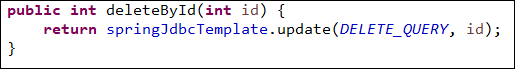 public int deleteById(int id) {
    return springJdbcTemplate.update(DELETE_QUERY, id);
}